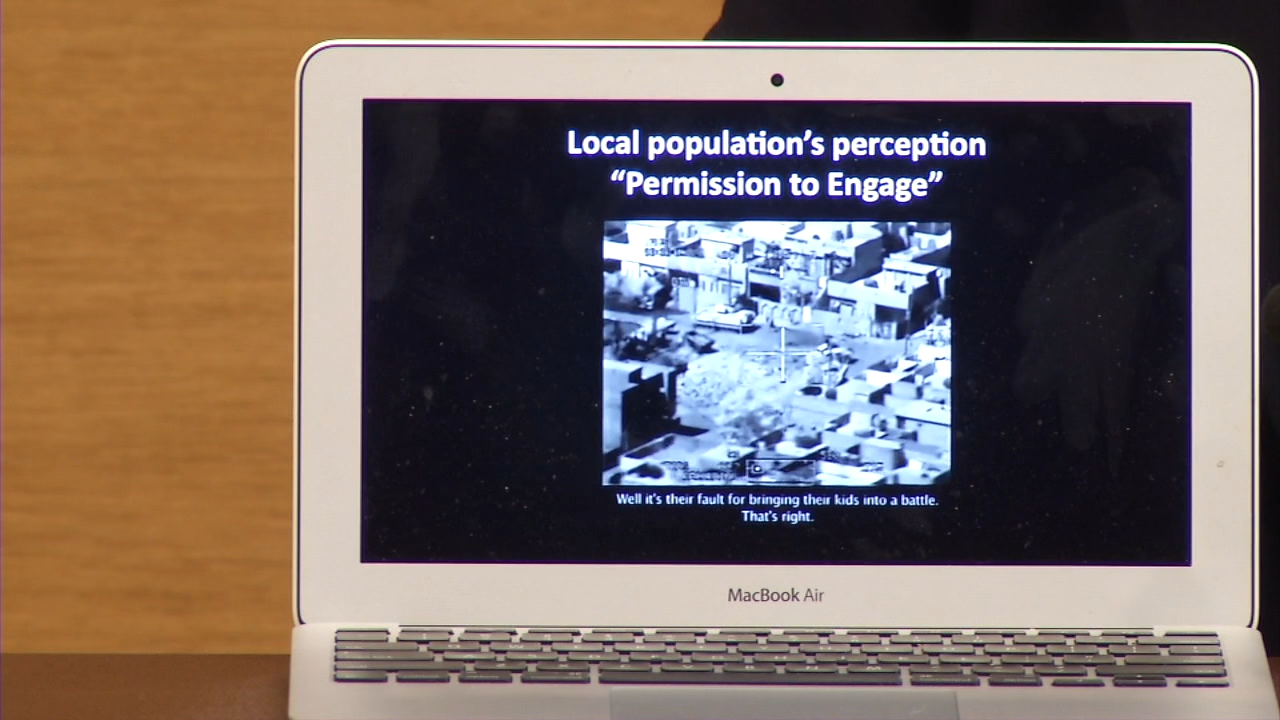 Local population's perception
“Permission to Engage”
Well it's their fault for bringing their kids into a battle.
That's right.
MacBook Air